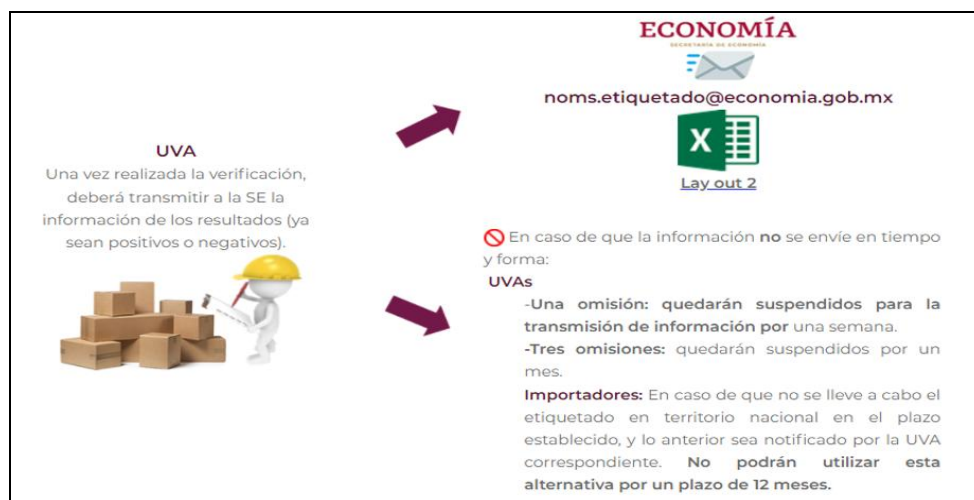 UVA
Una vez realizada la verificación,
deberá transmitir a la SE la
información de los resultados (ya
sean positivos o negativos).
ECONOMÍA
SECRETARÍA DE ECONOMÍA
noms.etiquetado@economia.gob.mx
X
Lay out 2
En caso de que la información no se envíe en tiempo
y forma:
UVAs
-Una omisión: quedarán suspendidos para la
transmisión de información por una semana.
-Tres omisiones: quedarán suspendidos por un
mes.
Importadores: En caso de que no se lleve a cabo el
etiquetado en territorio nacional en el plazo
establecido, y lo anterior sea notificado por la UVA
correspondiente. No podrán utilizar esta
alternativa por un plazo de 12 meses.